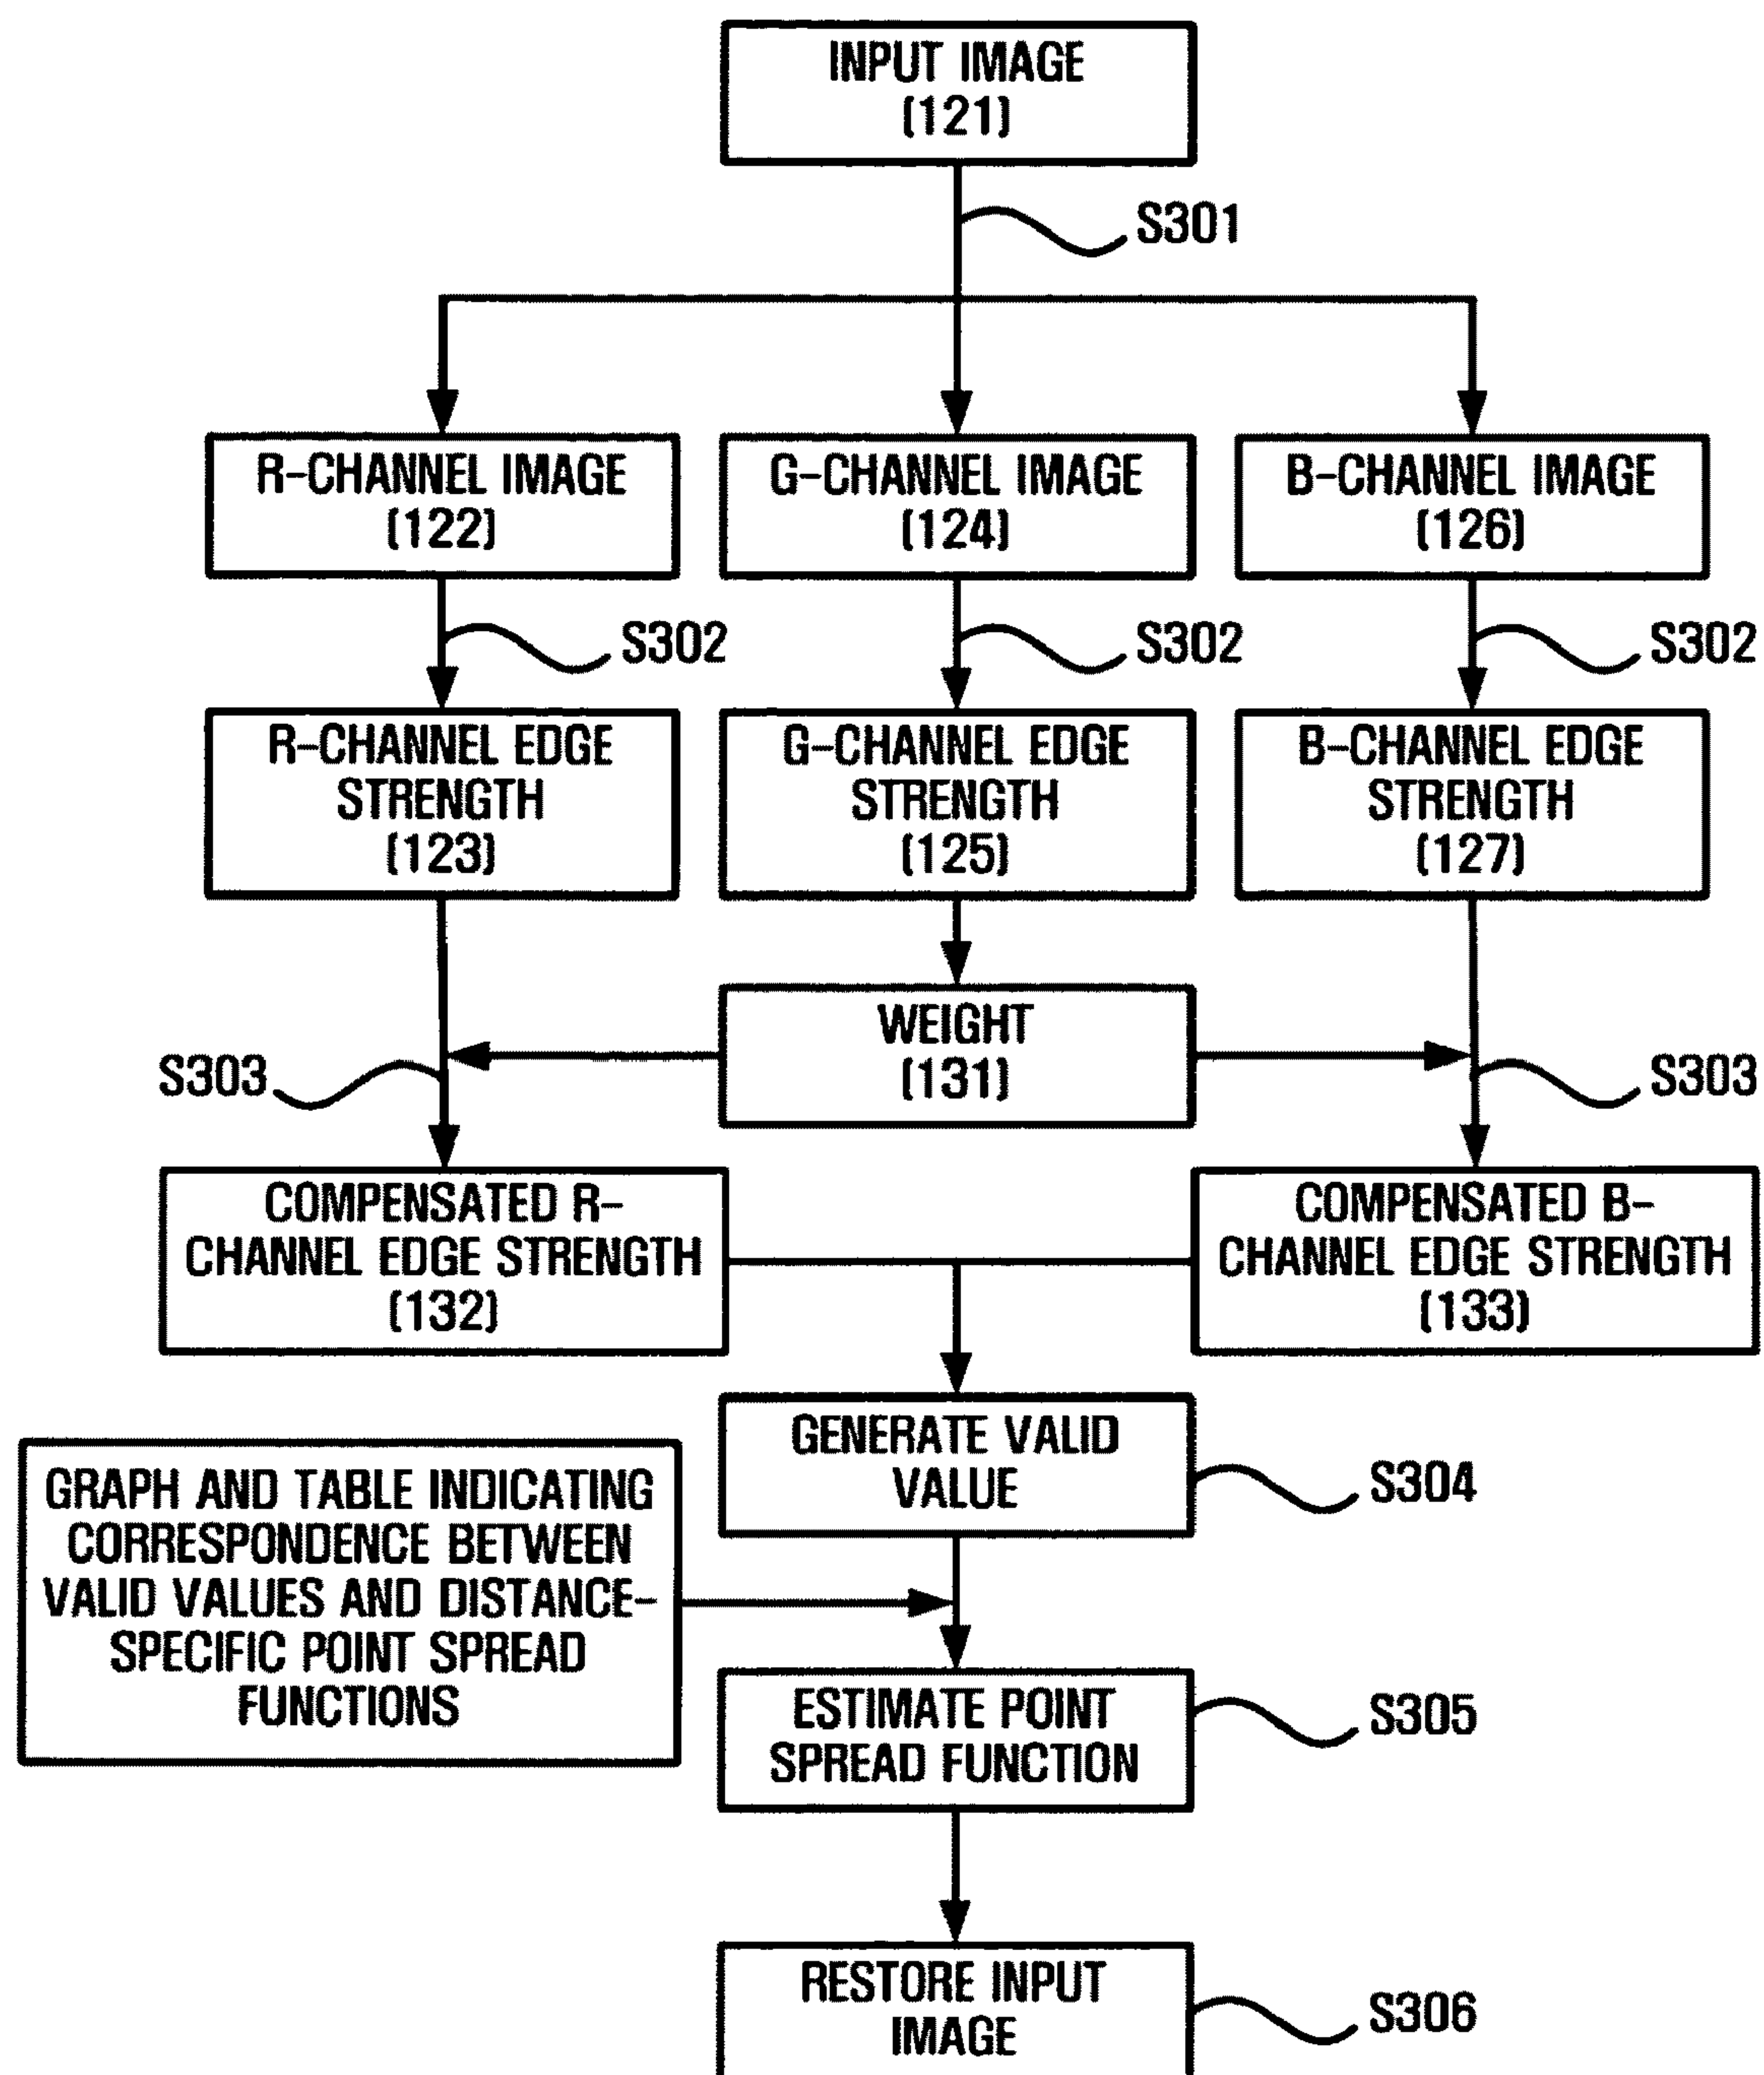 INPUT IMAGE
(121)
S301
R-CHANNEL IMAGE
(122)
G-CHANNEL IMAGE
(124)
B-CHANNEL IMAGE
(126)
S302
S302
S302
R-CHANNEL EDGE
STRENGTH
(123)
G-CHANNEL EDGE
STRENGTH
(125)
B-CHANNEL EDGE
STRENGTH
(127)
WEIGHT
(131)
S303
S303
COMPENSATED R-
CHANNEL EDGE STRENGTH
(132)
COMPENSATED B-
CHANNEL EDGE STRENGTH
(133)
GENERATE VALID
VALUE
S304
GRAPH AND TABLE INDICATING
CORRESPONDENCE BETWEEN
VALID VALUES AND DISTANCE-
SPECIFIC POINT SPREAD
FUNCTIONS
ESTIMATE POINT
SPREAD FUNCTION
S305
RESTORE INPUT
IMAGE
S306